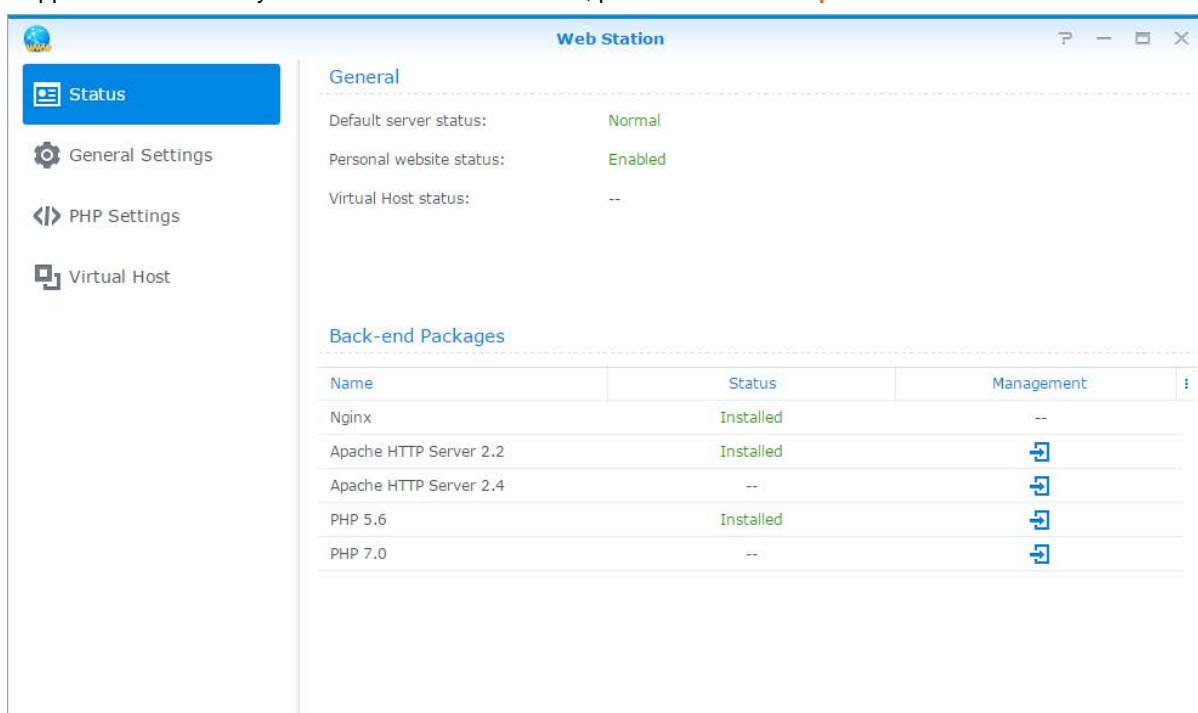 Web Station
Status
General Settings
PHP Settings
Virtual Host
General
Default server status: Normal
Personal website status: Enabled
Virtual Host status: --
Back-end Packages
Name Status Management
Nginx Installed --
Apache HTTP Server 2.2 Installed
Apache HTTP Server 2.4 --
PHP 5.6 Installed
PHP 7.0 --